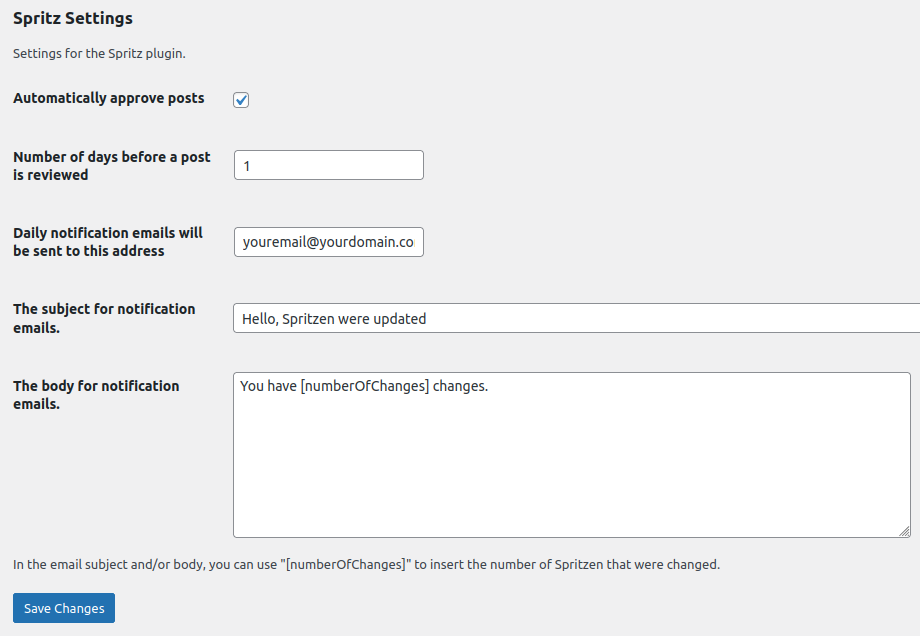 Spritz Settings
Settings for the Spritz plugin.
Automatically approve posts
Number of days before a post
is reviewed
1
Daily notification emails will
be sent to this address
youremail@yourdomain.co
The subject for notification
emails.
Hello, Spritzen were updated
The body for notification
emails.
You have [numberOfChanges] changes.
In the email subject and/or body, you can use "[numberOfChanges]" to insert the number of Spritzen that were changed.
Save Changes